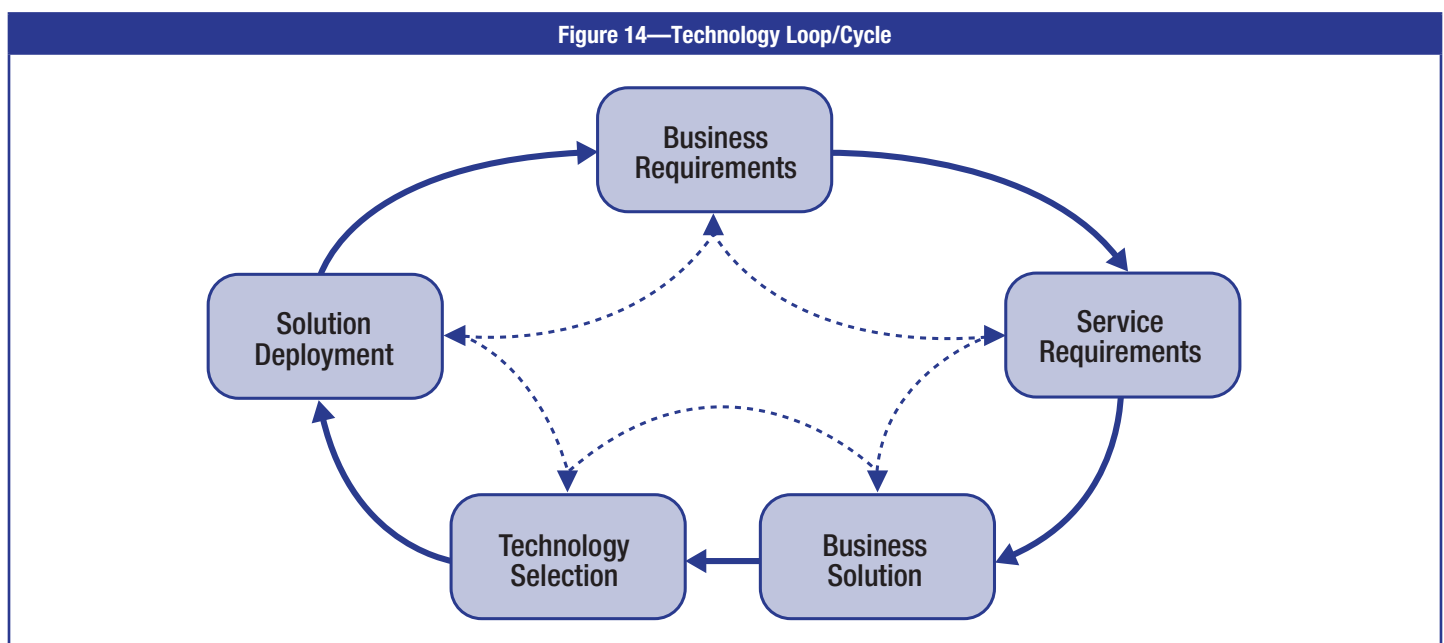 Figure 14—Technology Loop/Cycle
Business
Requirements
Service
Requirements
Business
Solution
Technology
Selection
Solution
Deployment